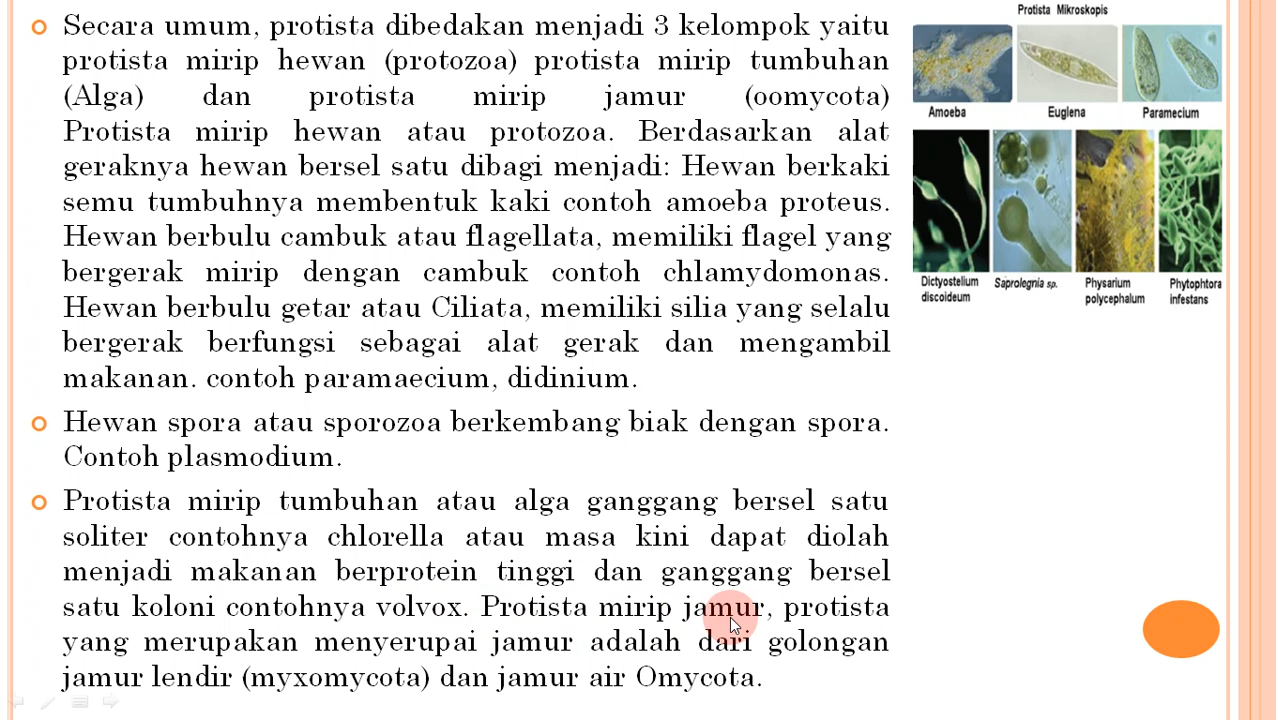 Secara umum, protista dibedakan menjadi 3 kelompok yaitu
protista mirip hewan (protozoa) protista mirip tumbuhan
(Alga) dan protista mirip jamur (oomycota)
Protista mirip hewan atau protozoa. Berdasarkan alat
geraknya hewan bersel satu dibagi menjadi: Hewan berkaki
semu tumbuhnya membentuk kaki contoh amoeba proteus.
Hewan berbulu cambuk atau flagellata, memiliki flagel yang
bergerak mirip dengan cambuk contoh chlamydomonas.
Hewan berbulu getar atau Ciliata, memiliki silia yang selalu
bergerak berfungsi sebagai alat gerak dan mengambil
makanan. contoh paramaecium, didinium.
Hewan spora atau sporozoa berkembang biak dengan spora.
Contoh plasmodium.
Protista mirip tumbuhan atau alga ganggang bersel satu
soliter contohnya chlorella atau masa kini dapat diolah
menjadi makanan berprotein tinggi dan ganggang bersel
satu koloni contohnya volvox. Protista mirip jamur, protista
yang merupakan menyerupai jamur adalah dari golongan
jamur lendir (myxomycota) dan jamur air Omycota.
Protista Mikroskopis
Amoeba Euglena Paramecium
Dictyostelium Saprolegnia sp. Physarium Phytophtora
discoideum polycephalum infestans